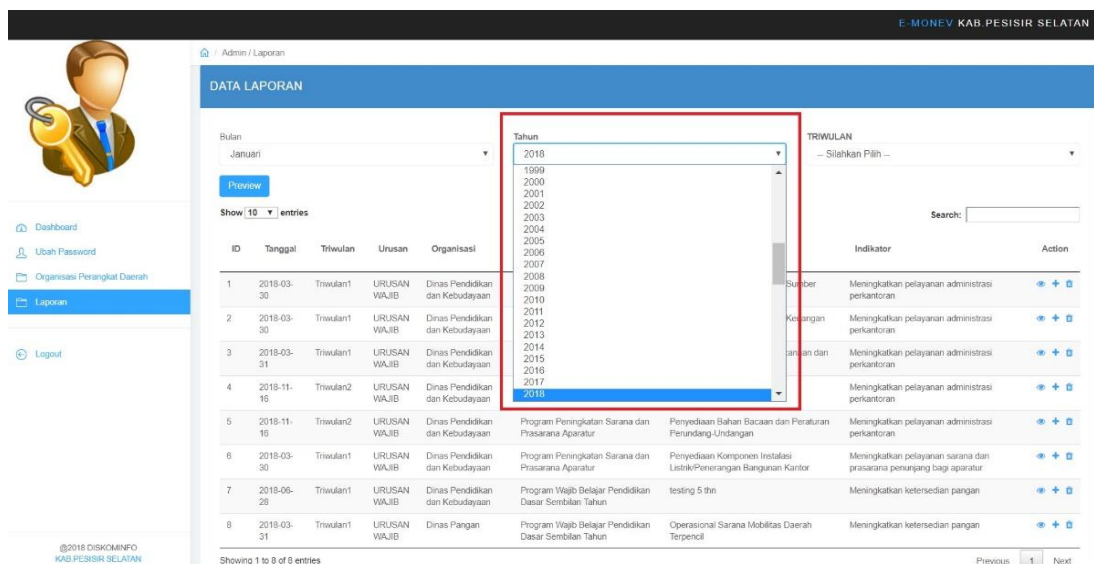 E-MONEV KAB.PESISIR SELATAN
Admin / Laporan
DATA LAPORAN
Bulan
Januari
Tahun
2018
TRIWULAN
-- Silahkan Pilih --
1999
2000
2001
2002
2003
2004
2005
2006
2007
2008
2009
2010
2011
2012
2013
2014
2015
2016
2017
2018
Preview
Show 10 entries
Search:
Dashboard
Ubah Password
Organisasi Perangkat Daerah
Laporan
Logout
ID Tanggal Triwulan Urusan Organisasi Indikator Action
1 2018-03- Triwulan1 URUSAN Dinas Pendidikan Sumber Meningkatkan pelayanan administrasi
30 WAJIB dan Kebudayaan perkantoran
2 2018-03- Triwulan1 URUSAN Dinas Pendidikan Keuangan Meningkatkan pelayanan administrasi
30 WAJIB dan Kebudayaan perkantoran
3 2018-03- Triwulan1 URUSAN Dinas Pendidikan dan Meningkatkan pelayanan administrasi
31 WAJIB dan Kebudayaan perkantoran
4 2018-11- Triwulan2 URUSAN Dinas Pendidikan Meningkatkan pelayanan administrasi
16 WAJIB dan Kebudayaan perkantoran
5 2018-11- Triwulan2 URUSAN Dinas Pendidikan Program Peningkatan Sarana dan Penyediaan Bahan Bacaan dan Peraturan Meningkatkan pelayanan administrasi
16 WAJIB dan Kebudayaan Prasarana Aparatur Perundang-Undangan perkantoran
6 2018-03- Triwulan1 URUSAN Dinas Pendidikan Program Peningkatan Sarana dan Penyediaan Komponen Instalasi Meningkatkan pelayanan sarana dan
30 WAJIB dan Kebudayaan Prasarana Aparatur Listrik/Penerangan Bangunan Kantor prasarana penunjang bagi aparatur
7 2018-06- Triwulan1 URUSAN Dinas Pendidikan Program Wajib Belajar Pendidikan testing 5 thn Meningkatkan ketersedian pangan
28 WAJIB dan Kebudayaan Dasar Sembilan Tahun
8 2018-03- Triwulan1 URUSAN Dinas Pangan Program Wajib Belajar Pendidikan Operasional Sarana Mobilitas Daerah Meningkatkan ketersedian pangan
31 WAJIB Dasar Sembilan Tahun Terpencil
Showing 1 to 8 of 8 entries
Previous 1 Next
@2018 DISKOMINFO
KAB.PESISIR SELATAN